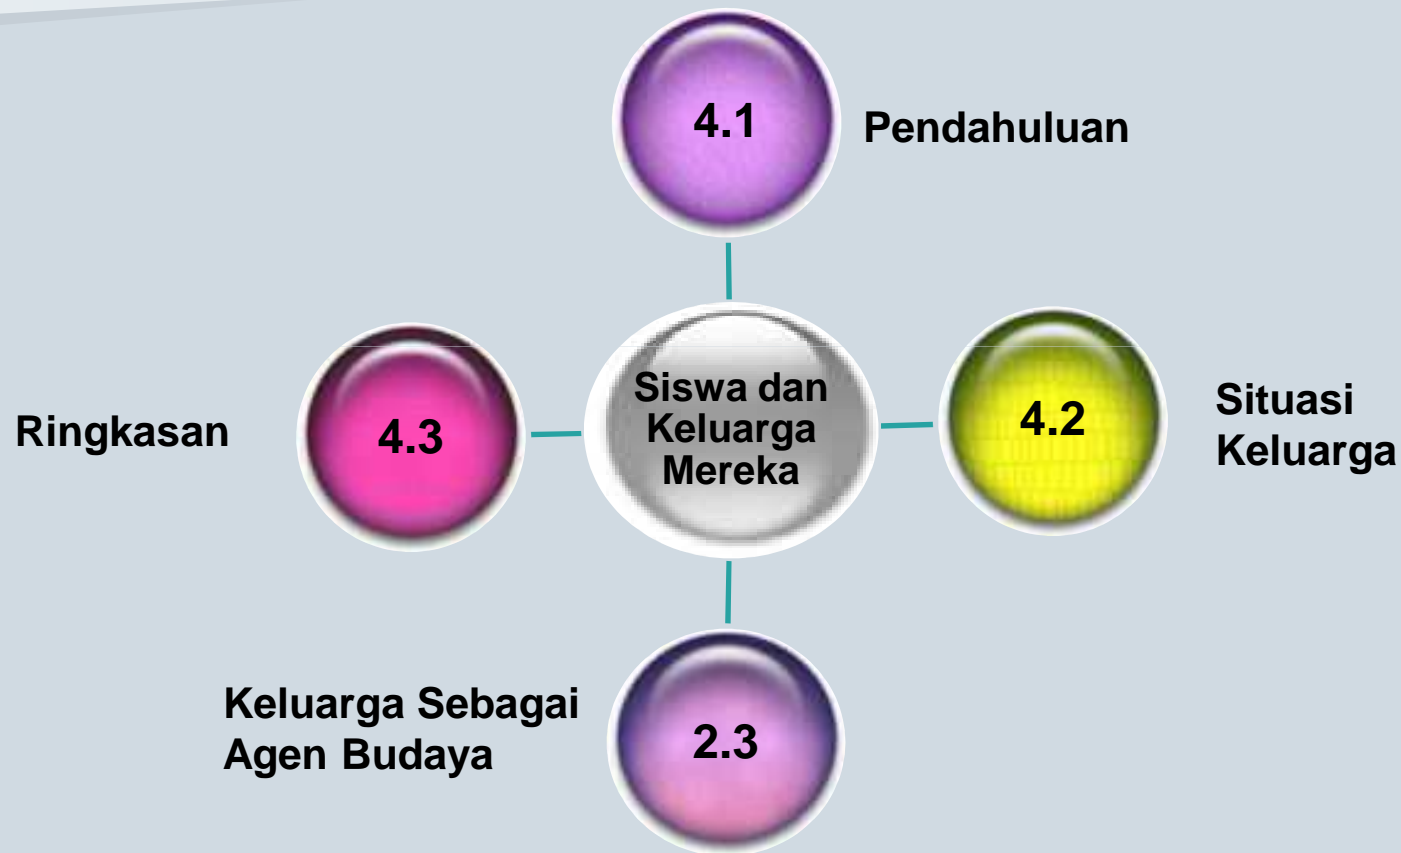 4.1
Pendahuluan
Siswa dan
Keluarga
Mereka
4.2
Situasi
Keluarga
Ringkasan
4.3
Keluarga Sebagai
Agen Budaya
2.3